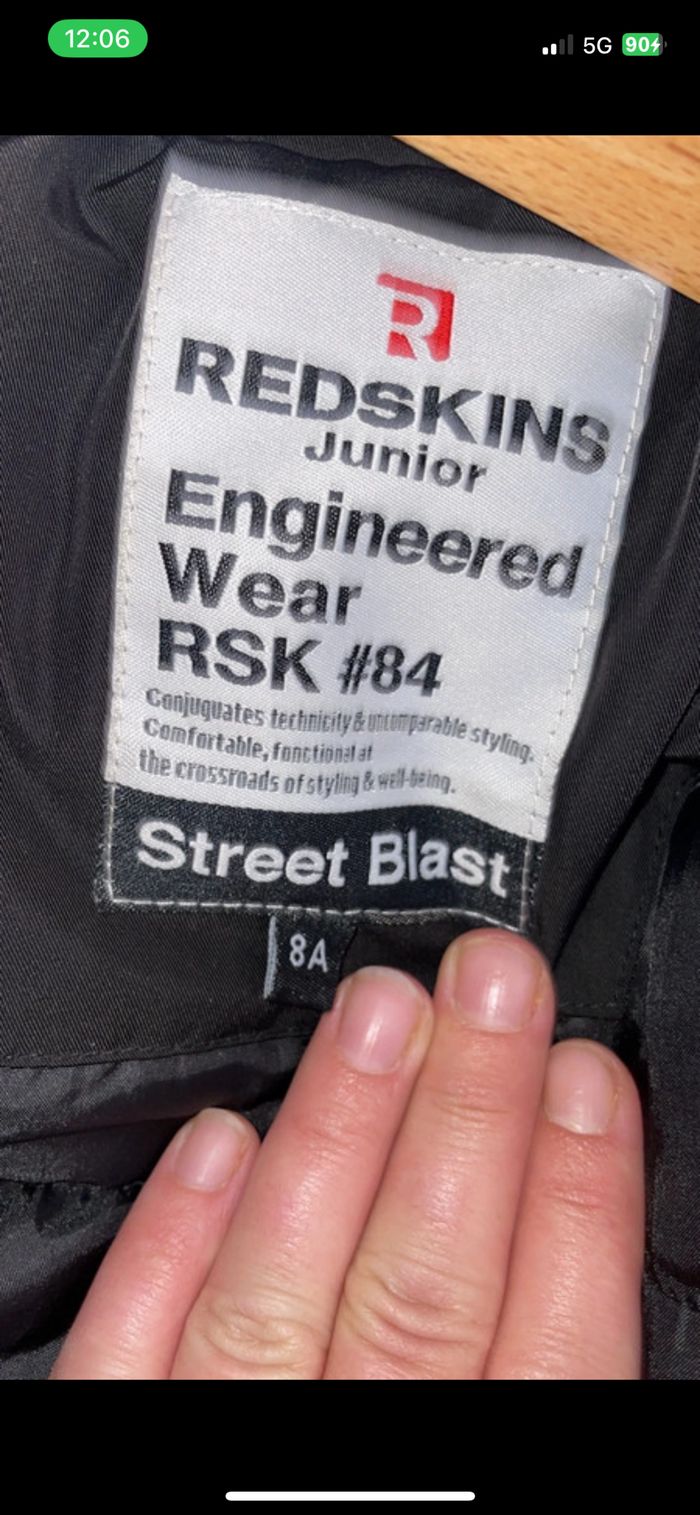 12:06
5G
90
R
REDSKINS
Junior
Engineered
Wear
RSK #84
Conjuguates technicity & uncomparable styling.
Comfortable, fonctional at
the crossroads of styling & well-being.
Street Blast
8A